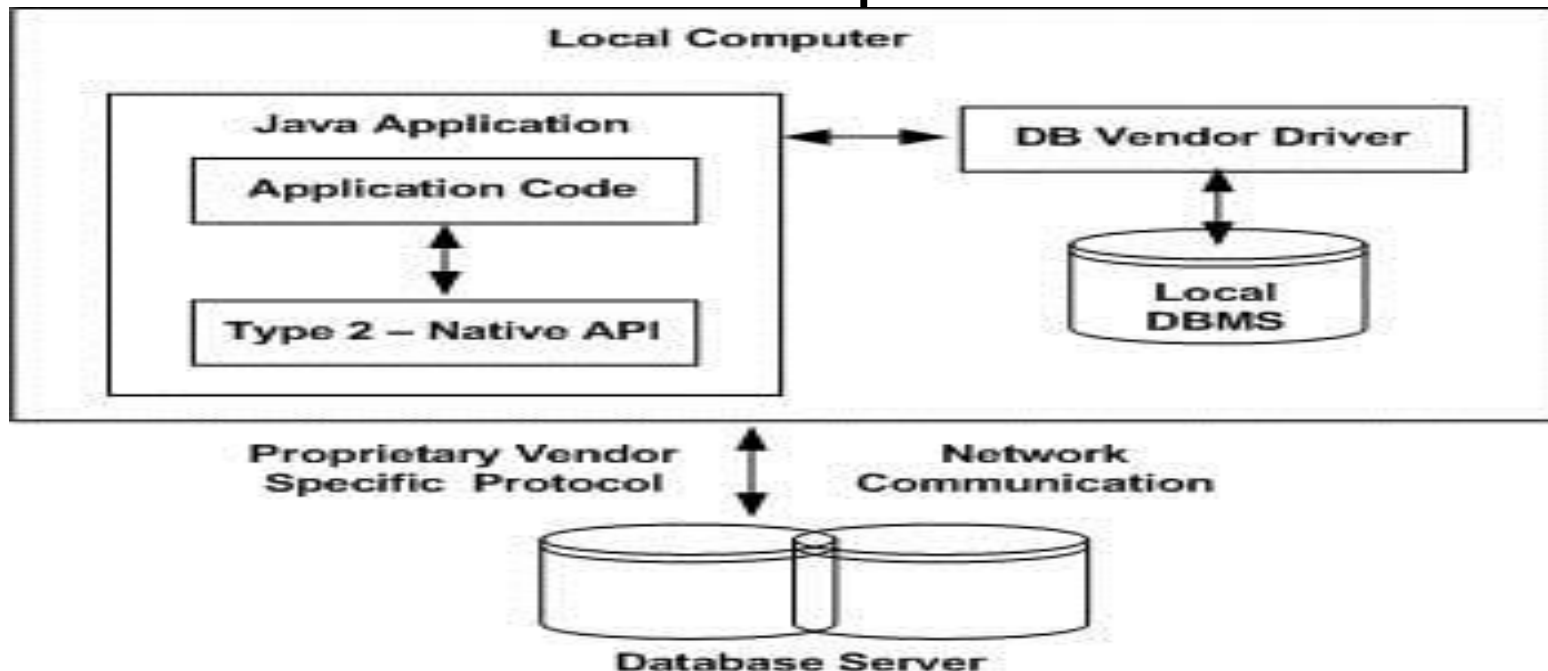 Local Computer
Java Application
DB Vendor Driver
Application Code
Type 2 – Native API
Local
DBMS
Proprietary Vendor
Specific Protocol
Network
Communication
Database Server